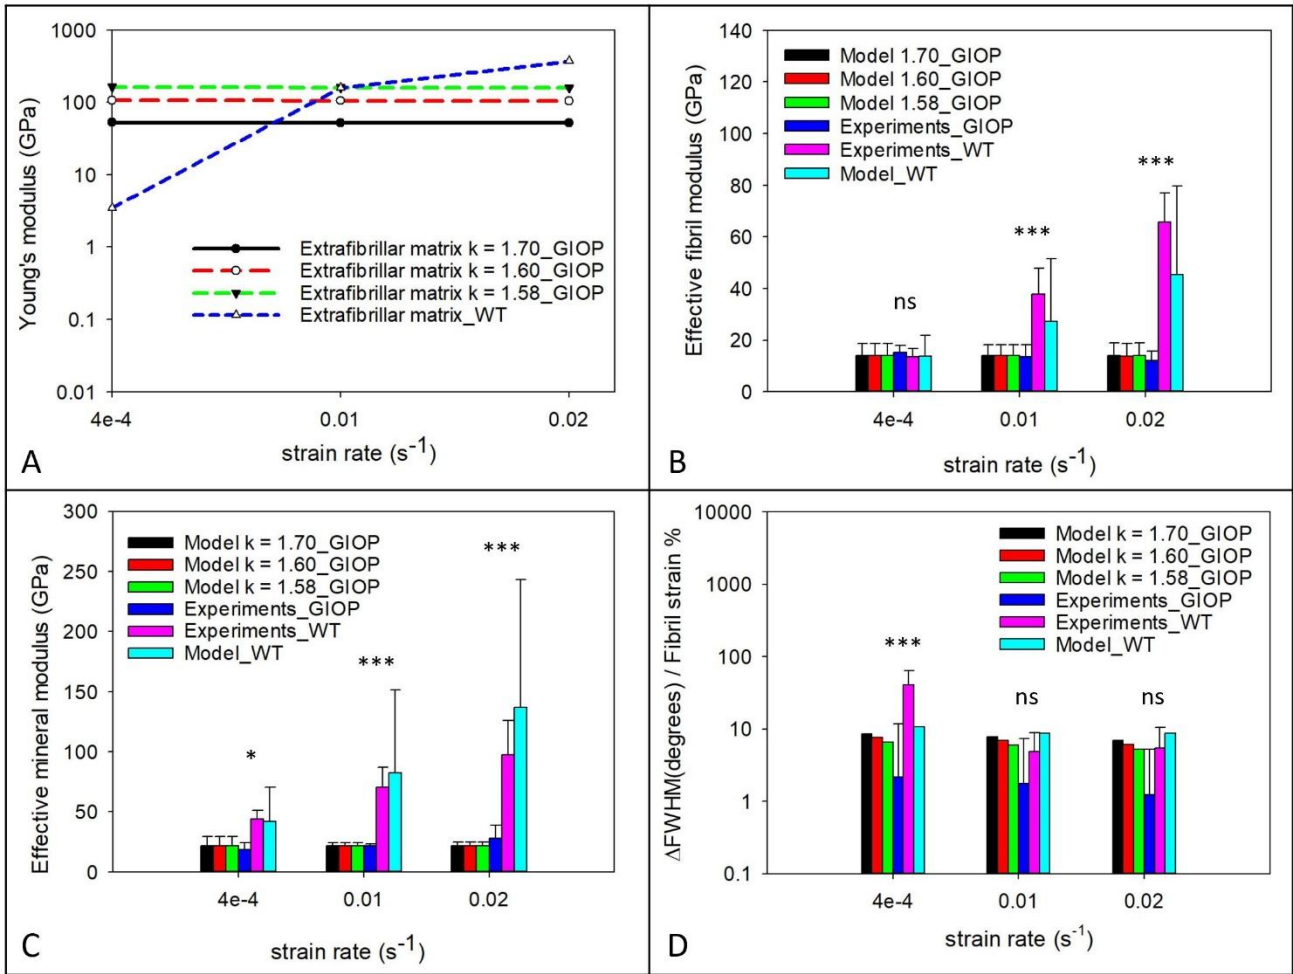 1000
100
10
1
0.1
0.01
Young's modulus (GPa)
Extrafibrillar matrix k = 1.70_GIOP
Extrafibrillar matrix k = 1.60_GIOP
Extrafibrillar matrix k = 1.58_GIOP
Extrafibrillar matrix_WT
4e-4 0.01 0.02
strain rate (s-1)
A
140
120
100
80
60
40
20
0
Effective fibril modulus (GPa)
Model 1.70_GIOP
Model 1.60_GIOP
Model 1.58_GIOP
Experiments_GIOP
Experiments_WT
Model_WT
ns *** ***
4e-4 0.01 0.02
strain rate (s-1)
B
300
250
200
150
100
50
0
Effective mineral modulus (GPa)
Model k = 1.70_GIOP
Model k = 1.60_GIOP
Model k = 1.58_GIOP
Experiments_GIOP
Experiments_WT
Model_WT
* *** ***
4e-4 0.01 0.02
strain rate (s-1)
C
10000
1000
100
10
1
0.1
ΔFWHM(degrees) / Fibril strain %
Model k = 1.70_GIOP
Model k = 1.60_GIOP
Model k = 1.58_GIOP
Experiments_GIOP
Experiments_WT
Model_WT
*** ns ns
4e-4 0.01 0.02
strain rate (s-1)
D